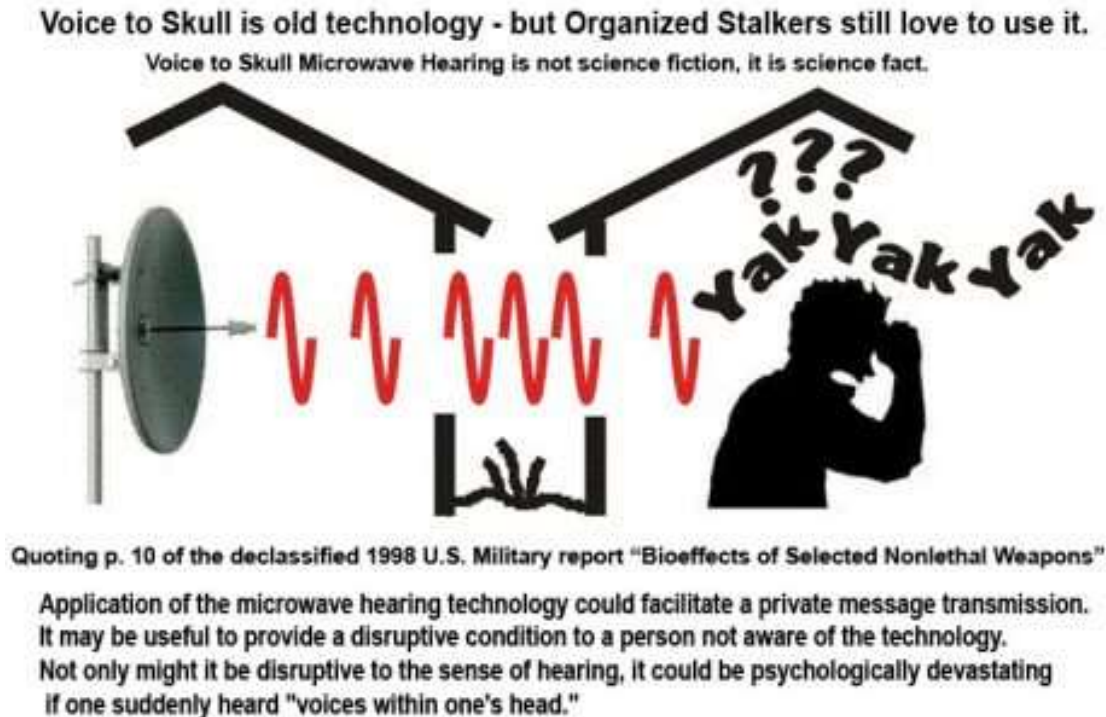 Voice to Skull is old technology - but Organized Stalkers still love to use it.
Voice to Skull Microwave Hearing is not science fiction, it is science fact.
???
Yak Yak Yak
Quoting p. 10 of the declassified 1998 U.S. Military report “Bioeffects of Selected Nonlethal Weapons”
Application of the microwave hearing technology could facilitate a private message transmission.
It may be useful to provide a disruptive condition to a person not aware of the technology.
Not only might it be disruptive to the sense of hearing, it could be psychologically devastating
if one suddenly heard "voices within one's head."